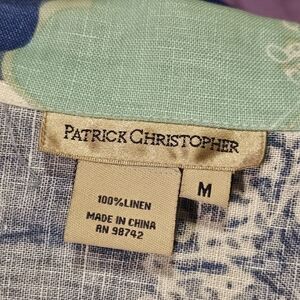 PATRICK CHRISTOPHER
M
100% LINEN
MADE IN CHINA
RN 98742